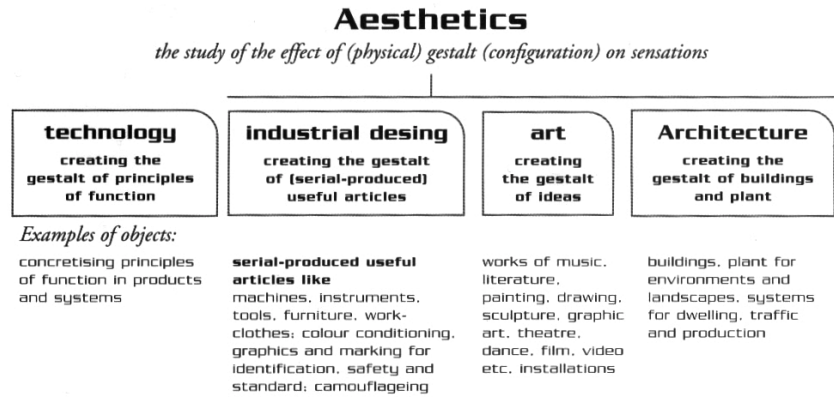 Aesthetics
the study of the effect of (physical) gestalt (configuration) on sensations
technology
creating the
gestalt of principles
of function
industrial desing
creating the gestalt
of (serial-produced)
useful articles
art
creating
the gestalt
of ideas
Architecture
creating the
gestalt of buildings
and plant
Examples of objects:
concretising principles
of function in products
and systems
serial-produced useful
articles like
machines, instruments,
tools, furniture, work-
clothes; colour conditioning,
graphics and marking for
identification, safety and
standard; camouflageing
works of music.
literature,
painting, drawing,
sculpture, graphic
art, theatre,
dance, film, video
etc. installations
buildings, plant for
environments and
landscapes, systems
for dwelling, traffic
and production